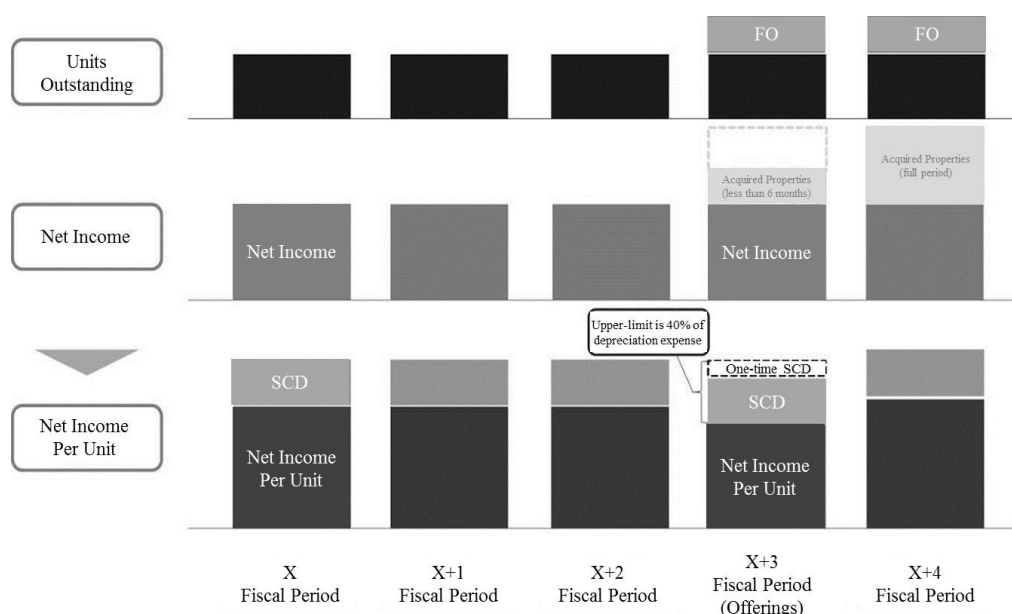 Units
Outstanding
FO
FO
Net Income
Net Income
Acquired Properties
(less than 6 months)
Net Income
Acquired Properties
(full period)
Upper-limit is 40% of
depreciation expense
Net Income
Per Unit
SCD
Net Income
Per Unit
One-time SCD
SCD
Net Income
Per Unit
X
Fiscal Period
X+1
Fiscal Period
X+2
Fiscal Period
X+3
Fiscal Period
(Offerings)
X+4
Fiscal Period